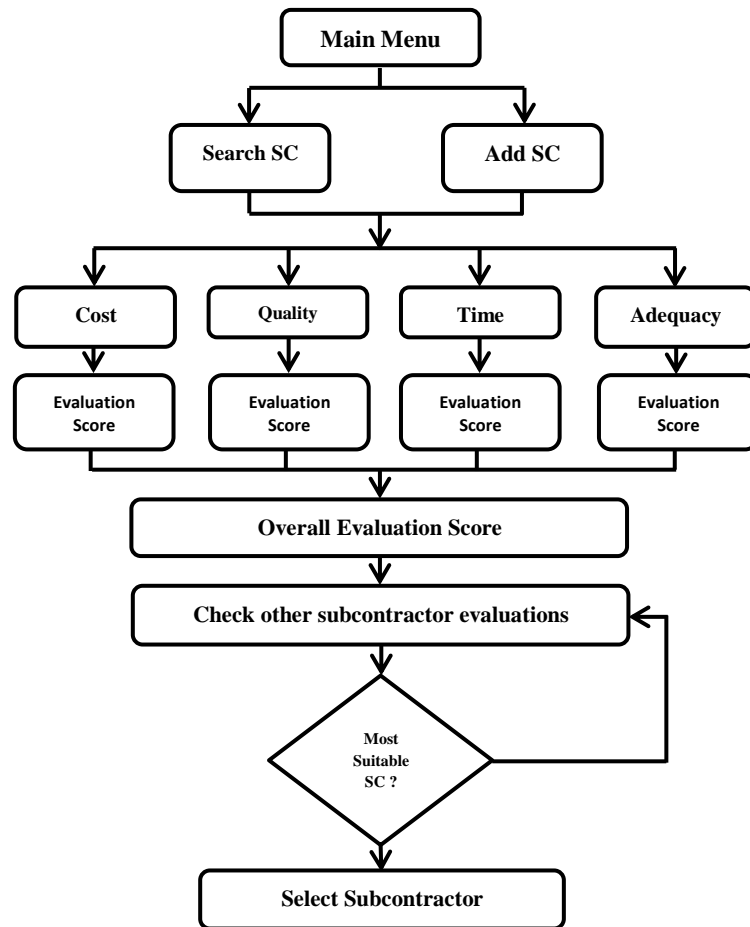 Main Menu
Search SC
Add SC
Cost
Quality
Time
Adequacy
Evaluation
Score
Evaluation
Score
Evaluation
Score
Evaluation
Score
Overall Evaluation Score
Check other subcontractor evaluations
Most
Suitable
SC ?
Select Subcontractor